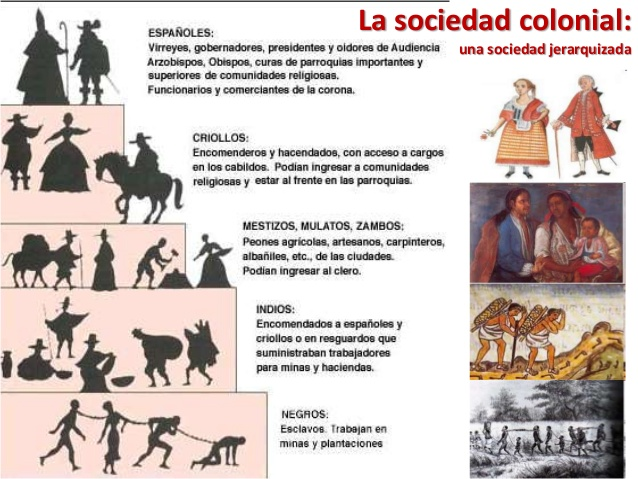 La sociedad colonial:
una sociedad jerarquizada
ESPAÑOLES:
Virreyes, gobernadores, presidentes y oidores de Audiencia
Arzobispos, Obispos, curas de parroquias importantes y
superiores de comunidades religiosas.
Funcionarios y comerciantes de la corona.
CRIOLLOS:
Encomenderos y hacendados, con acceso a cargos
en los cabildos. Podían ingresar a comunidades
religiosas y estar al frente en las parroquias.
MESTIZOS, MULATOS, ZAMBOS:
Peones agrícolas, artesanos, carpinteros,
albañiles, etc., de las ciudades.
Podían ingresar al clero.
INDIOS:
Encomendados a españoles y
criollos o en resguardos que
suministraban trabajadores
para minas y haciendas.
NEGROS:
Esclavos. Trabajan en
minas y plantaciones